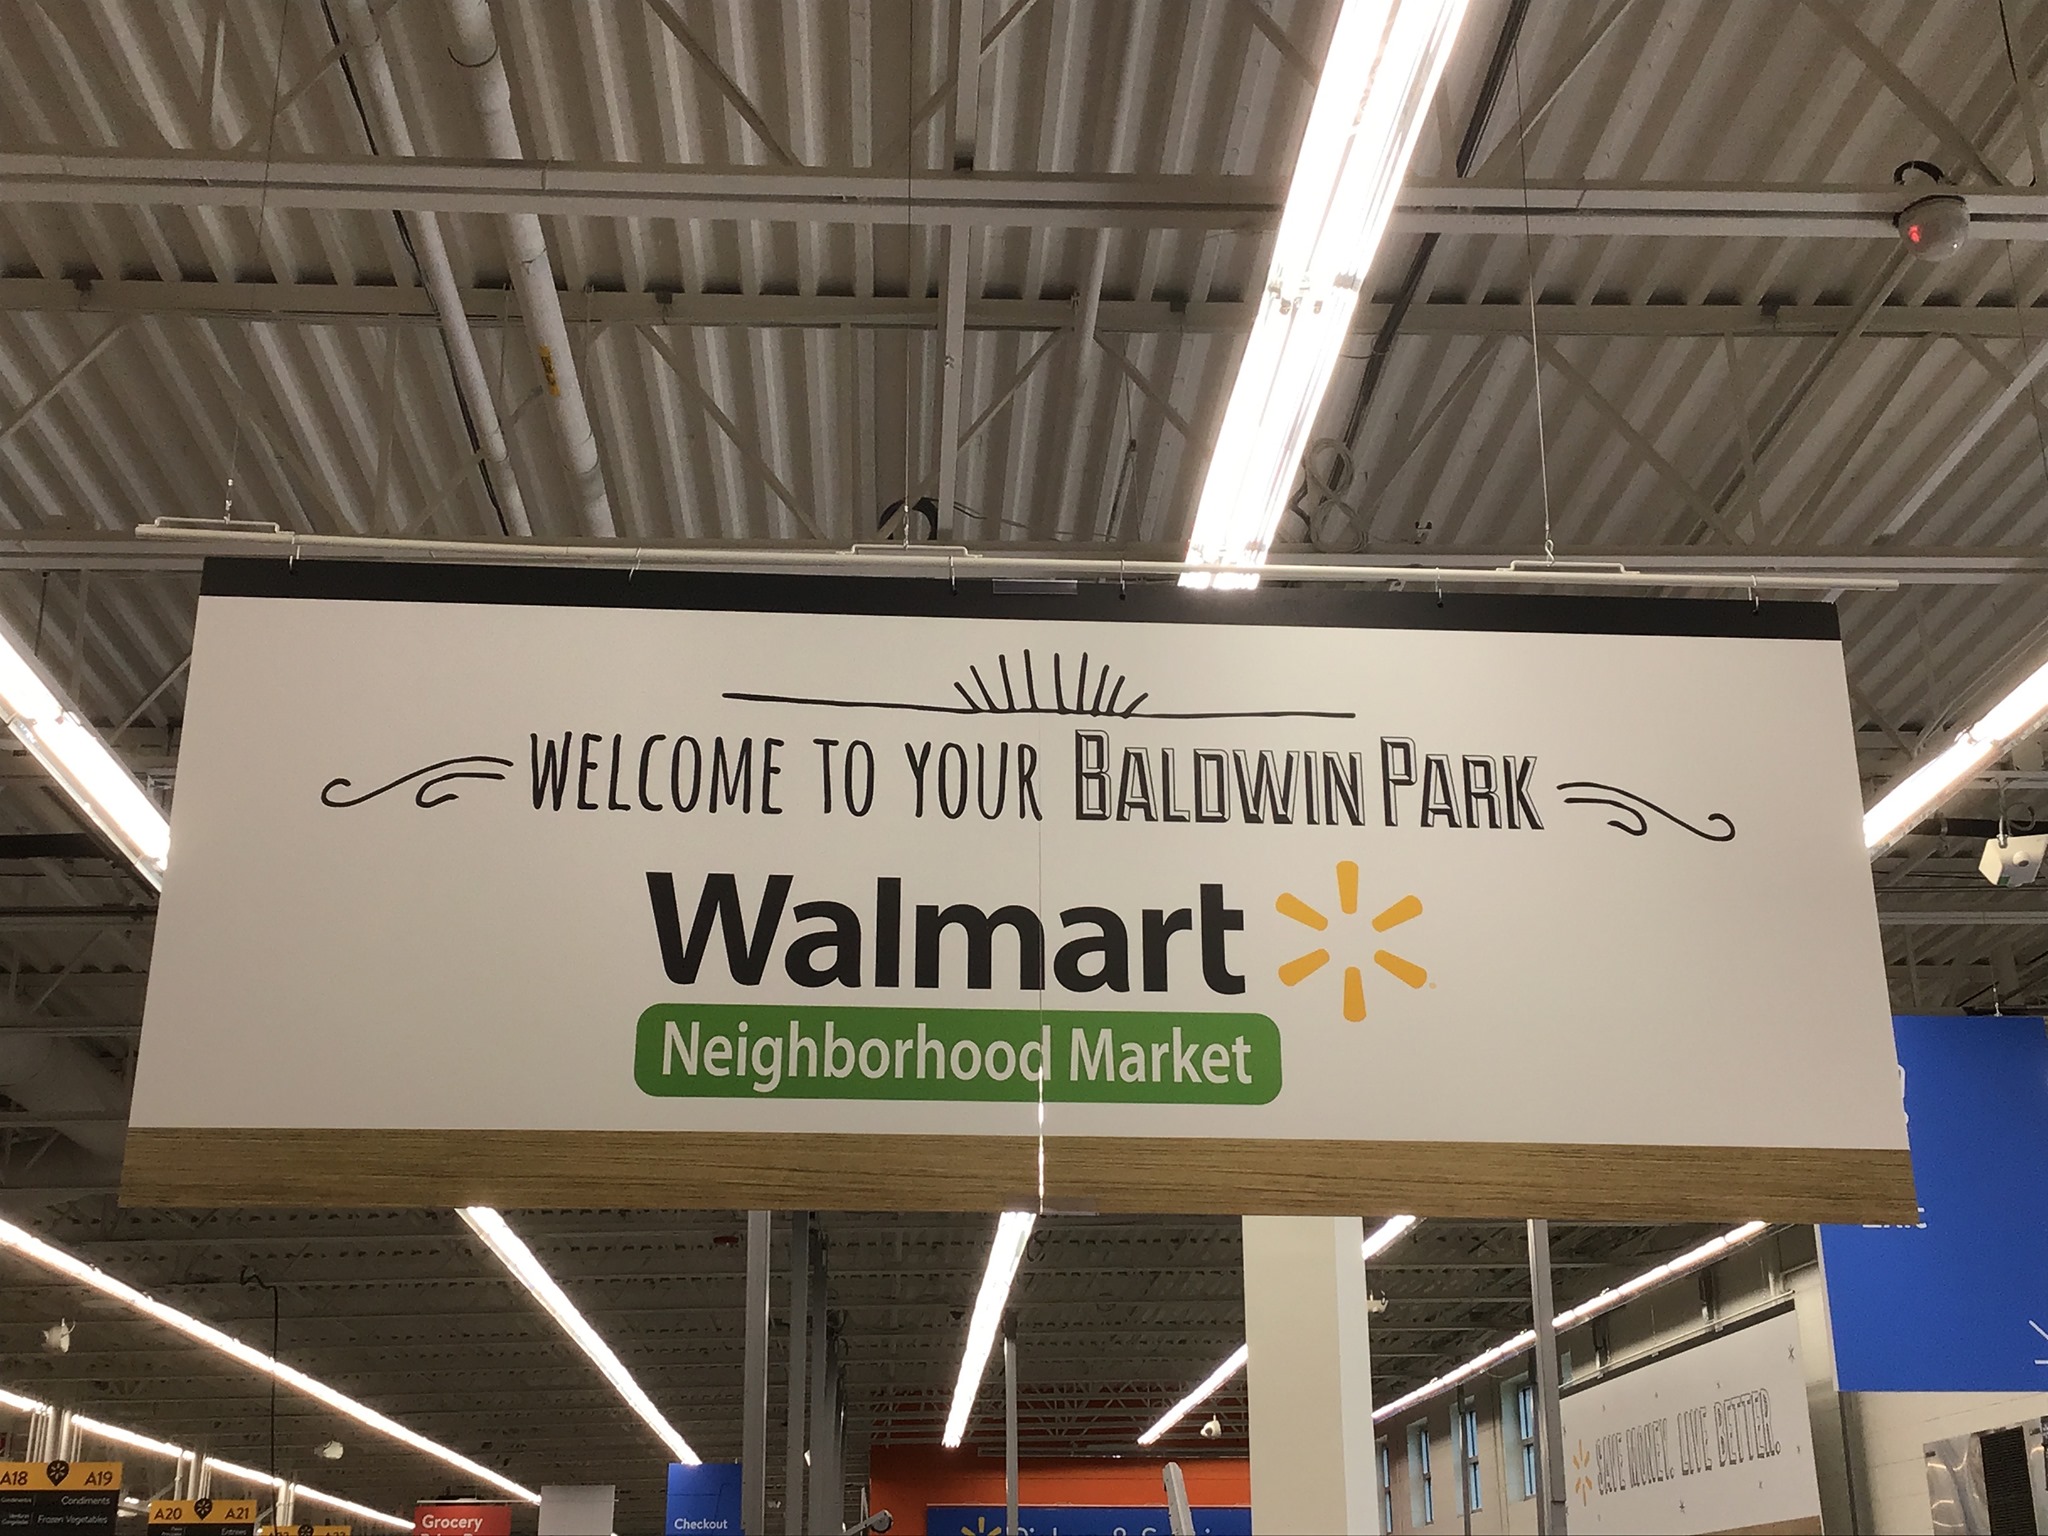 WELCOME TO YOUR BALDWIN PARK
Walmart
Neighborhood Market
SAVE MONEY. LIVE BETTER.
A18 A19
Condiments
Frozen Vegetables
A20 A21
Grocery
Checkout